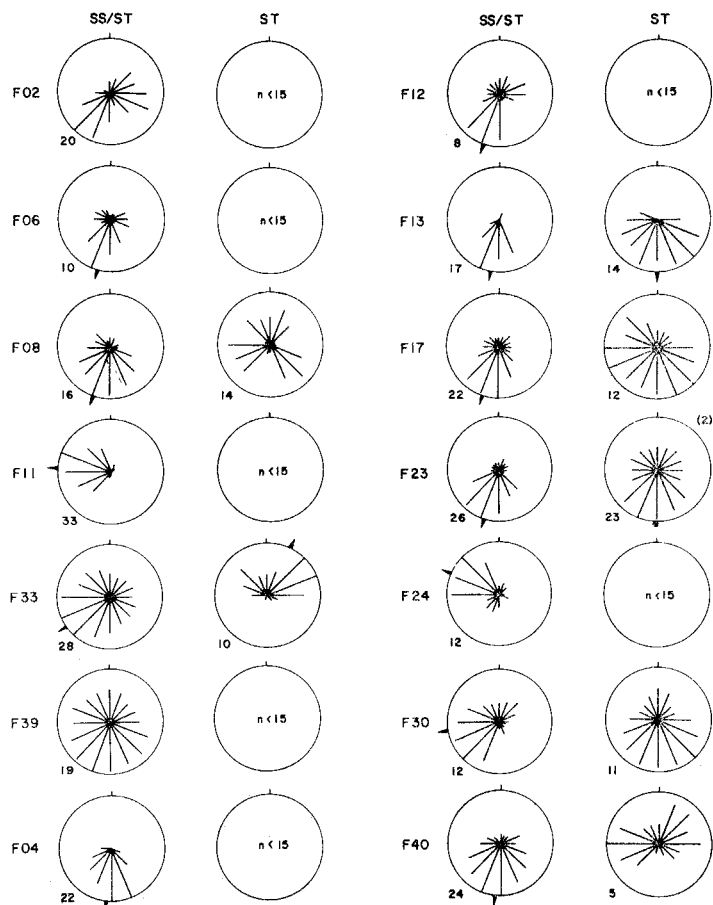 SS/ST ST SS/ST ST
F02 n<15 F12 n<15
20 8
F06 n<15 F13
10 17 14
F08 F17
16 14 22 12
(2)
F11 n<15 F23
33 26 23
F33 F24 n<15
28 10 12
F39 n<15 F30
19 12 11
F04 n<15 F40
22 24 5